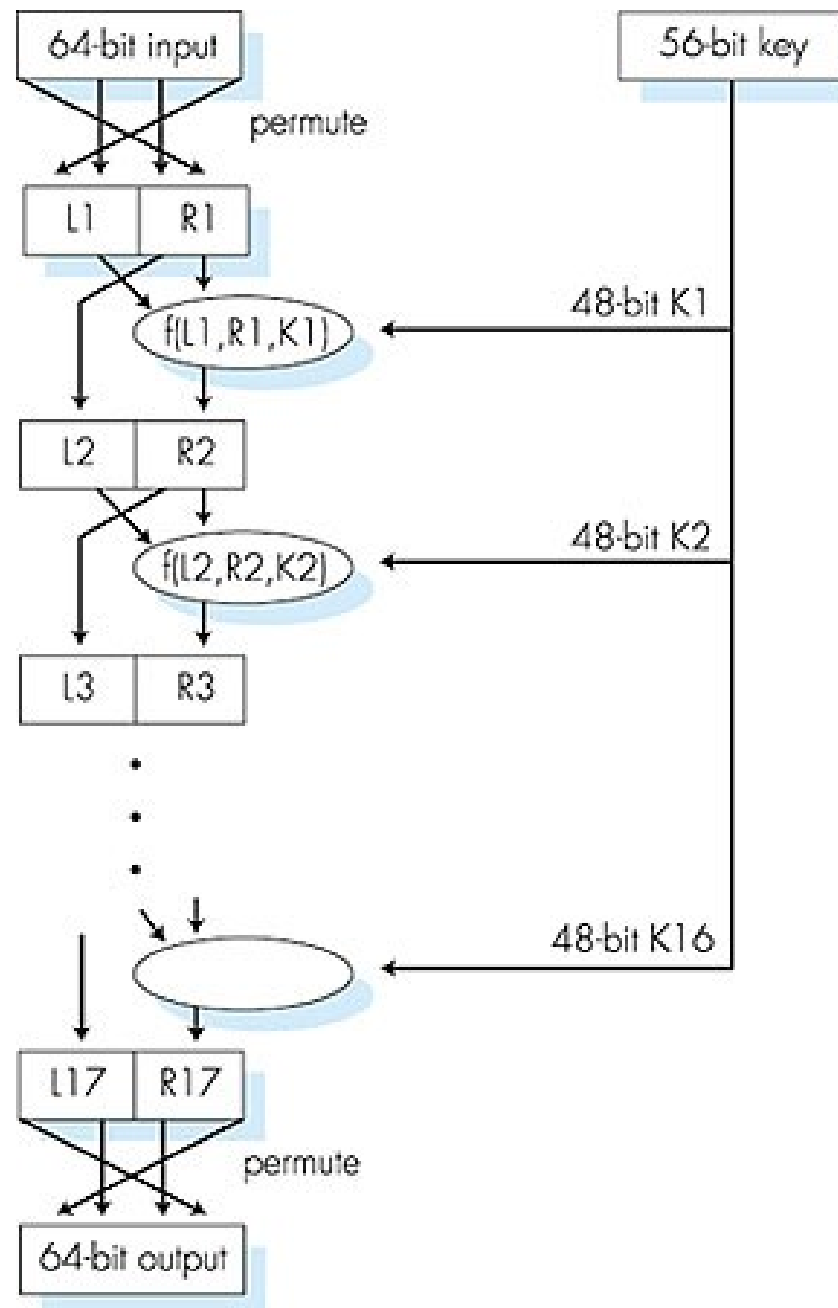 64-bit input
56-bit key
permute
L1 R1
48-bit K1
f(L1,R1,K1)
L2 R2
48-bit K2
f(L2,R2,K2)
L3 R3
48-bit K16
L17 R17
permute
64-bit output